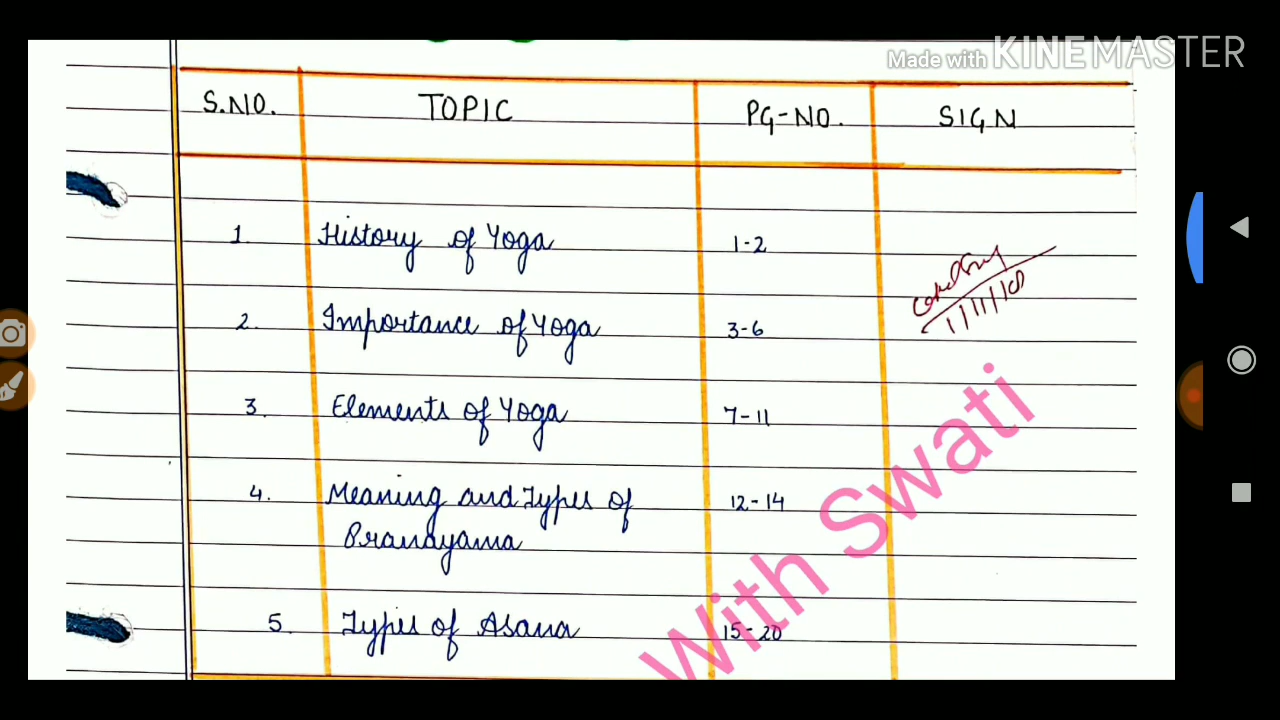 Made with KINEMASTER
S.NO. TOPIC PG-NO. SIGN
1. History of Yoga 1-2
2. Importance of Yoga 3-6
3. Elements of Yoga 7-11
4. Meaning and Types of 12-14
Pranayama
5. Types of Asana 15-20
With Swati